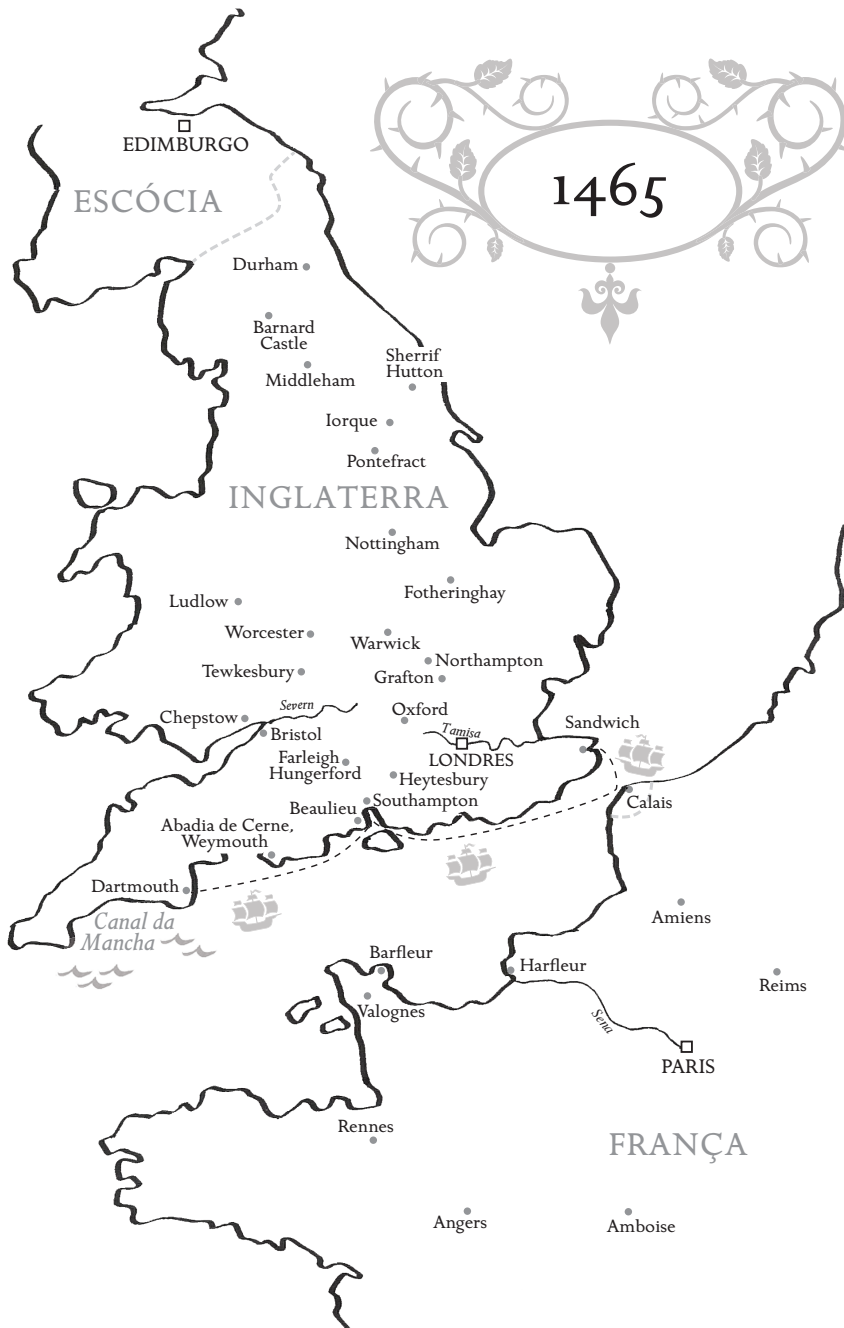 1465
EDIMBURGO
ESCÓCIA
Durham
Barnard
Castle
Middleham
Sherrif
Hutton
Iorque
Pontefract
INGLATERRA
Nottingham
Fotheringhay
Ludlow
Worcester
Warwick
Northampton
Tewkesbury
Grafton
Severn
Oxford
Chepstow
Bristol
Tamisa
Sandwich
LONDRES
Farleigh
Hungerford
Heytesbury
Southampton
Beaulieu
Calais
Abadia de Cerne,
Weymouth
Dartmouth
Canal da
Mancha
Amiens
Barfleur
Harfleur
Reims
Valognes
Sena
PARIS
Rennes
FRANÇA
Angers
Amboise